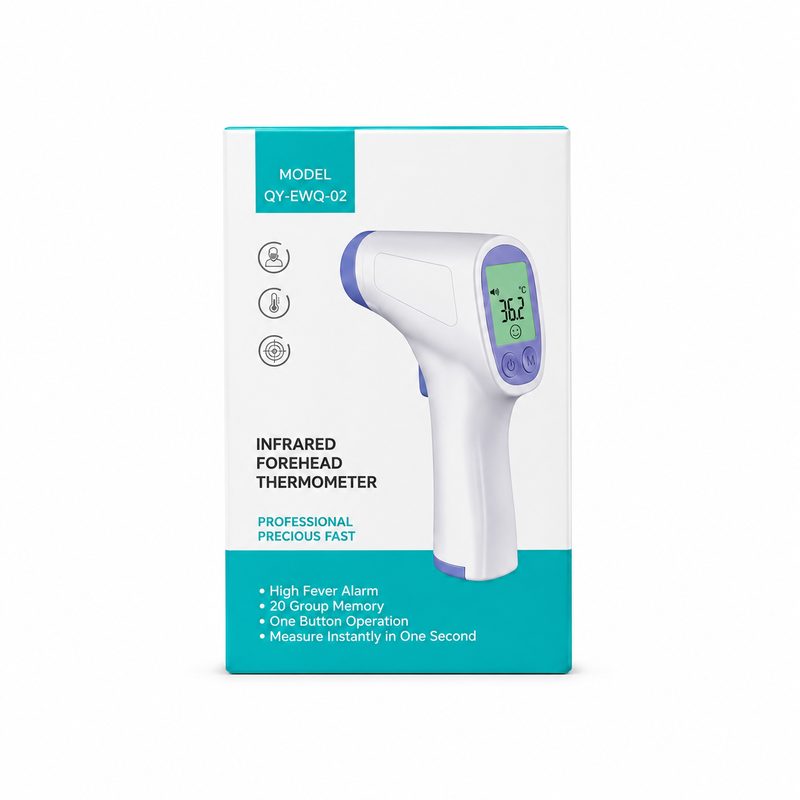 MODEL
QY-EWQ-02
°C
36.2
M
INFRARED
FOREHEAD
THERMOMETER
PROFESSIONAL
PRECIOUS FAST
• High Fever Alarm
• 20 Group Memory
• One Button Operation
• Measure Instantly in One Second